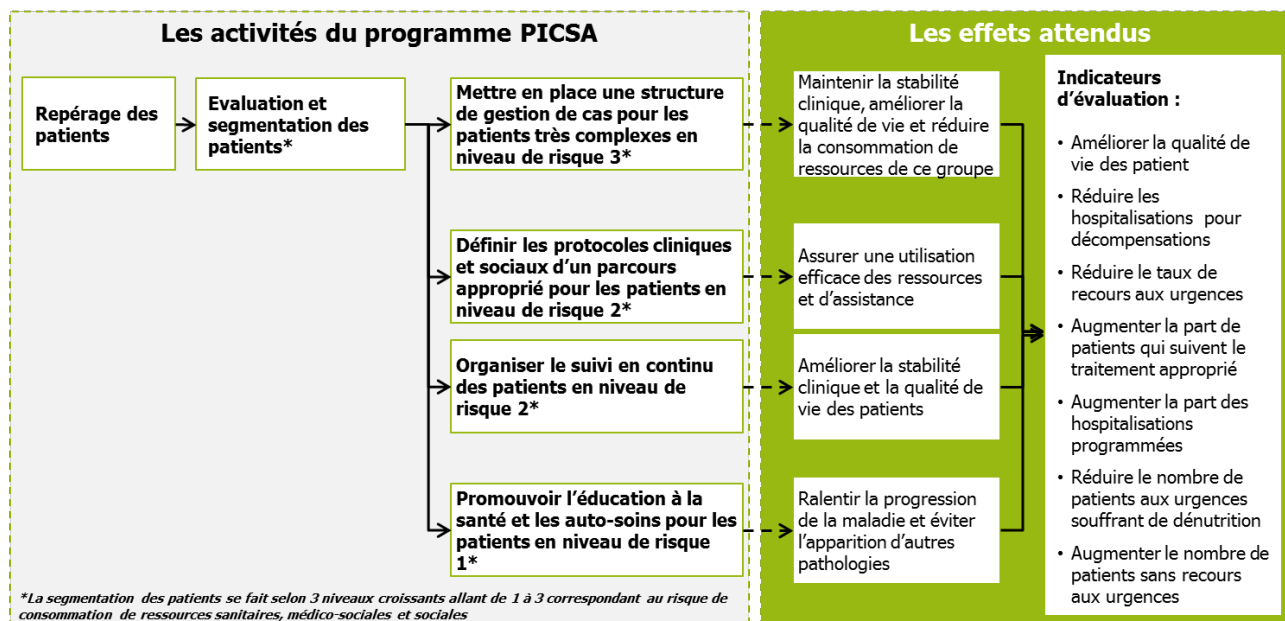 Les activités du programme PICSA
Repérage des
patients
Evaluation et
segmentation des
patients*
Mettre en place une structure
de gestion de cas pour les
patients très complexes en
niveau de risque 3*
Définir les protocoles cliniques
et sociaux d’un parcours
approprié pour les patients en
niveau de risque 2*
Organiser le suivi en continu
des patients en niveau de
risque 2*
Promouvoir l’éducation à la
santé et les auto-soins pour les
patients en niveau de risque
1*
*La segmentation des patients se fait selon 3 niveaux croissants allant de 1 à 3 correspondant au risque de
consommation de ressources sanitaires, médico-sociales et sociales
Les effets attendus
Maintenir la stabilité
clinique, améliorer la
qualité de vie et réduire
la consommation de
ressources de ce groupe
Assurer une utilisation
efficace des ressources
et d’assistance
Améliorer la stabilité
clinique et la qualité de
vie des patients
Ralentir la progression
de la maladie et éviter
l’apparition d’autres
pathologies
Indicateurs
d’évaluation :
• Améliorer la qualité de
vie des patient
• Réduire les
hospitalisations pour
décompensations
• Réduire le taux de
recours aux urgences
• Augmenter la part de
patients qui suivent le
traitement approprié
• Augmenter la part des
hospitalisations
programmées
• Réduire le nombre de
patients aux urgences
souffrant de dénutrition
• Augmenter le nombre de
patients sans recours
aux urgences